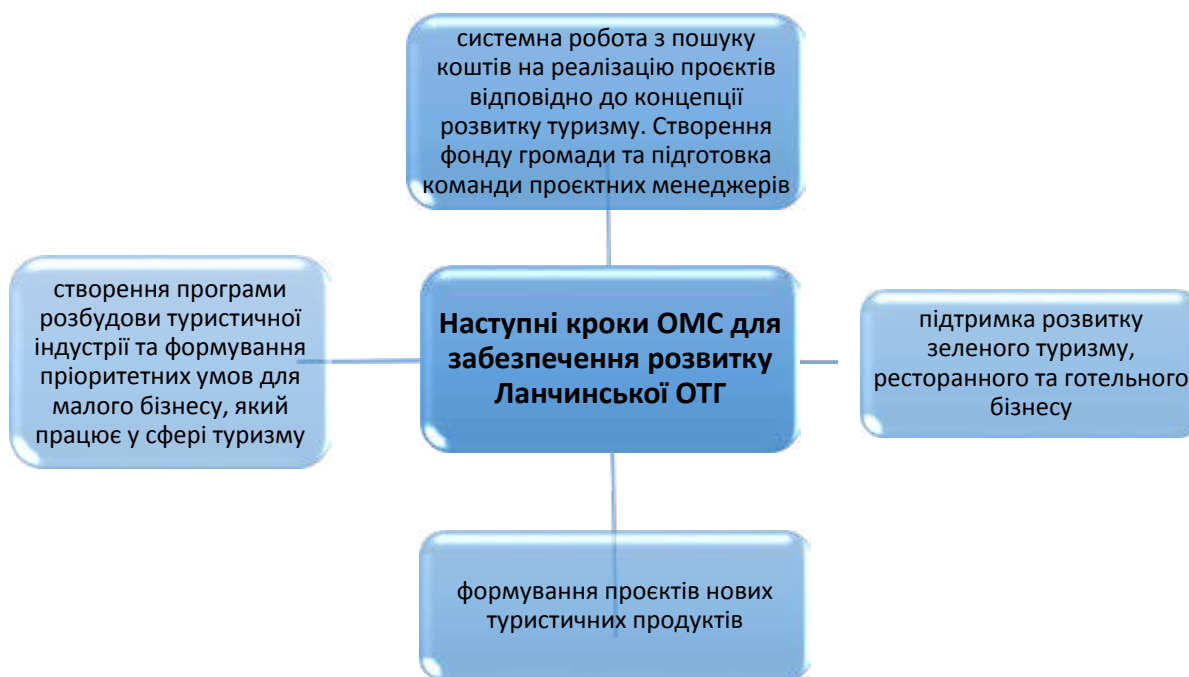 системна робота з пошуку
коштів на реалізацію проєктів
відповідно до концепції
розвитку туризму. Створення
фонду громади та підготовка
команди проєктних менеджерів
створення програми
розбудови туристичної
індустрії та формування
пріоритетних умов для
малого бізнесу, який
працює у сфері туризму
Наступні кроки ОМС для
забезпечення розвитку
Ланчинської ОТГ
підтримка розвитку
зеленого туризму,
ресторанного та готельного
бізнесу
формування проєктів нових
туристичних продуктів